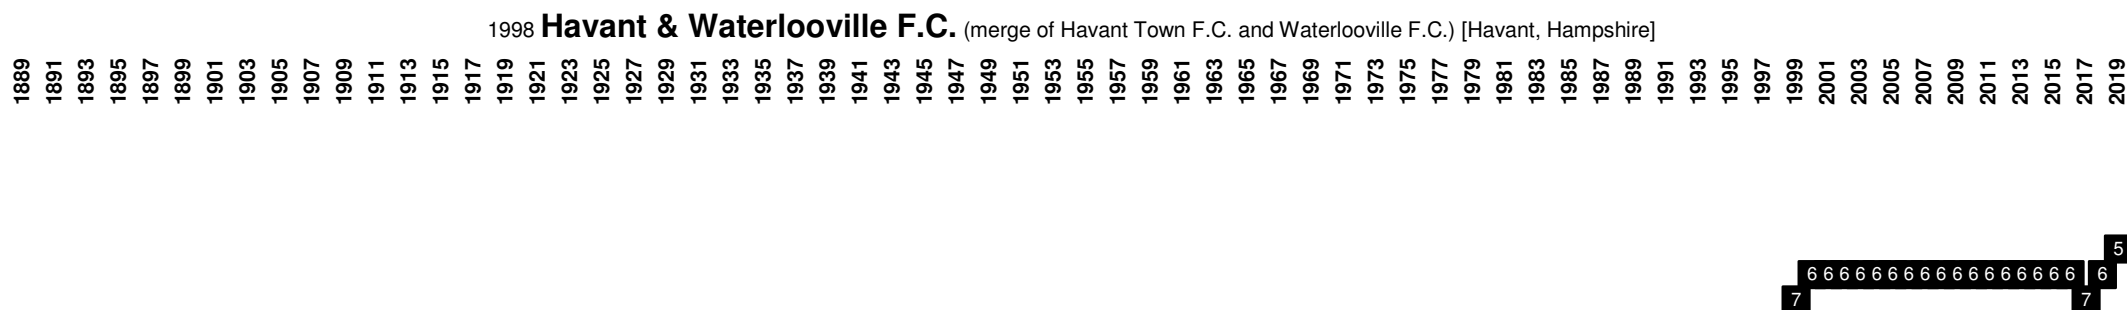 1998 Havant & Waterlooville F.C. (merge of Havant Town F.C. and Waterlooville F.C.) [Havant, Hampshire]
1889 1891 1893 1895 1897 1899 1901 1903 1905 1907 1909 1911 1913 1915 1917 1919 1921 1923 1925 1927 1929 1931 1933 1935 1937 1939 1941 1943 1945 1947 1949 1951 1953 1955 1957 1959 1961 1963 1965 1967 1969 1971 1973 1975 1977 1979 1981 1983 1985 1987 1989 1991 1993 1995 1997 1999 2001 2003 2005 2007 2009 2011 2013 2015 2017 2019
5
6 6 6 6 6 6 6 6 6 6 6 6 6 6 6 6 6 6
7 7